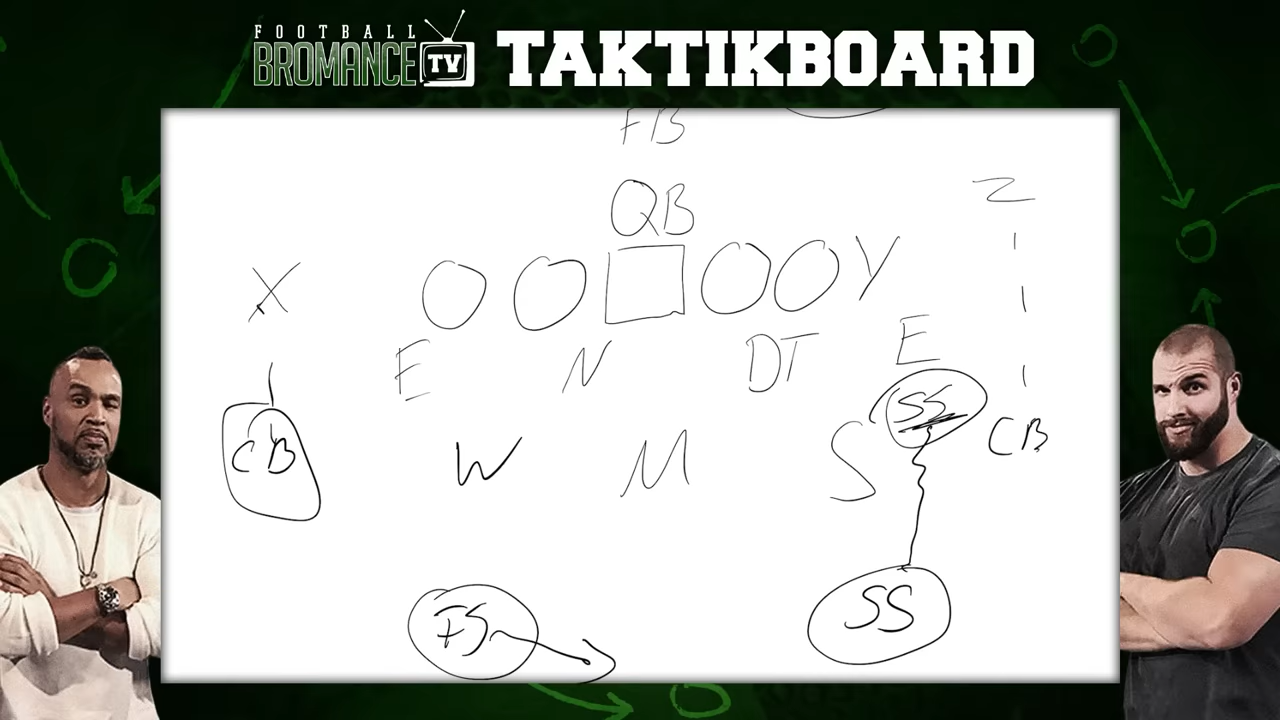 FOOTBALL
BROMANCE TV TAKTIKBOARD
FB
QB
Z
X Y
E N DT E
SS
CB W M S CB
FS SS